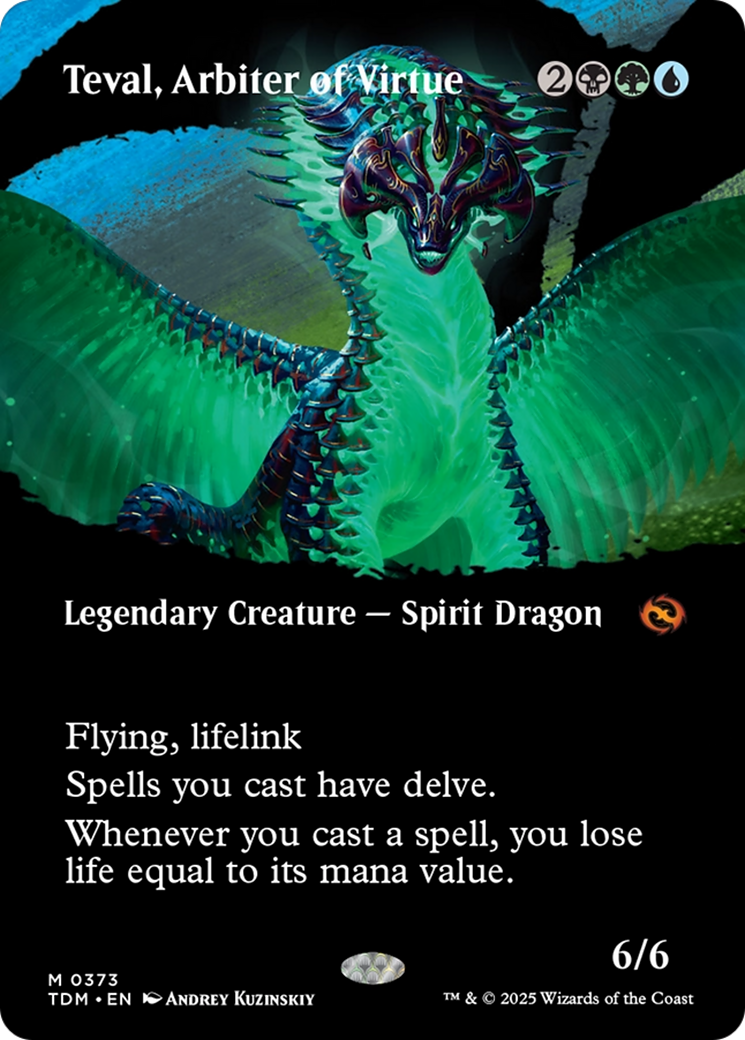 Teval, Arbiter of Virtue 2
Legendary Creature — Spirit Dragon
Flying, lifelink
Spells you cast have delve.
Whenever you cast a spell, you lose
life equal to its mana value.
6/6
M 0373
TDM • EN Andrey Kuzinskiy
™ & © 2025 Wizards of the Coast